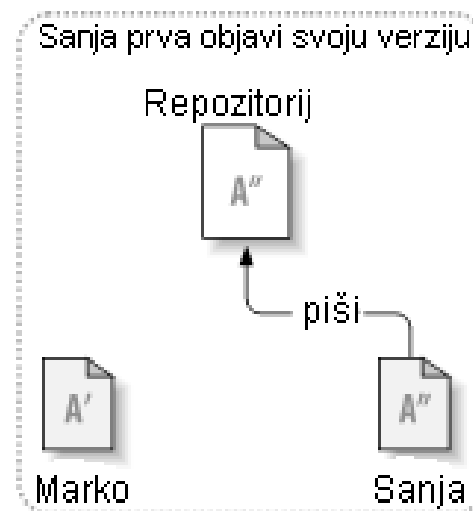 Sanja prva objavi svoju verziju
Repozitorij
A″
piši
A′
A″
Marko
Sanja